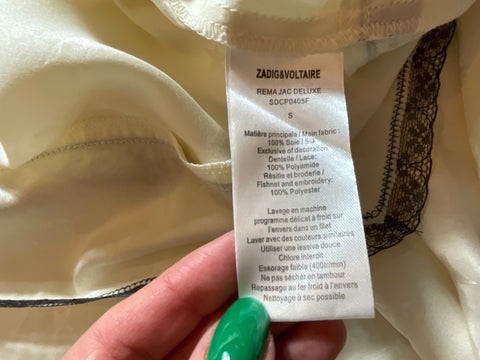 ZADIG&VOLTAIRE
REMA JAC DELUXE
SDCP0405F
S
Matière principale / Main fabric:
100% Soie / Silk
Exclusive of decoration
Dentelle / Lace:
100% Polyamide
Résille et broderie /
Fishnet and embroidery:
100% Polyester
Lavage en machine
programme délicat à froid sur
l'envers dans un filet
Laver avec des couleurs similaires
Utiliser une lessive douce
Chlore interdit
Essorage faible (400t/min)
Ne pas sécher en tambour
Repassage au fer froid à l'envers
Nettoyage à sec possible